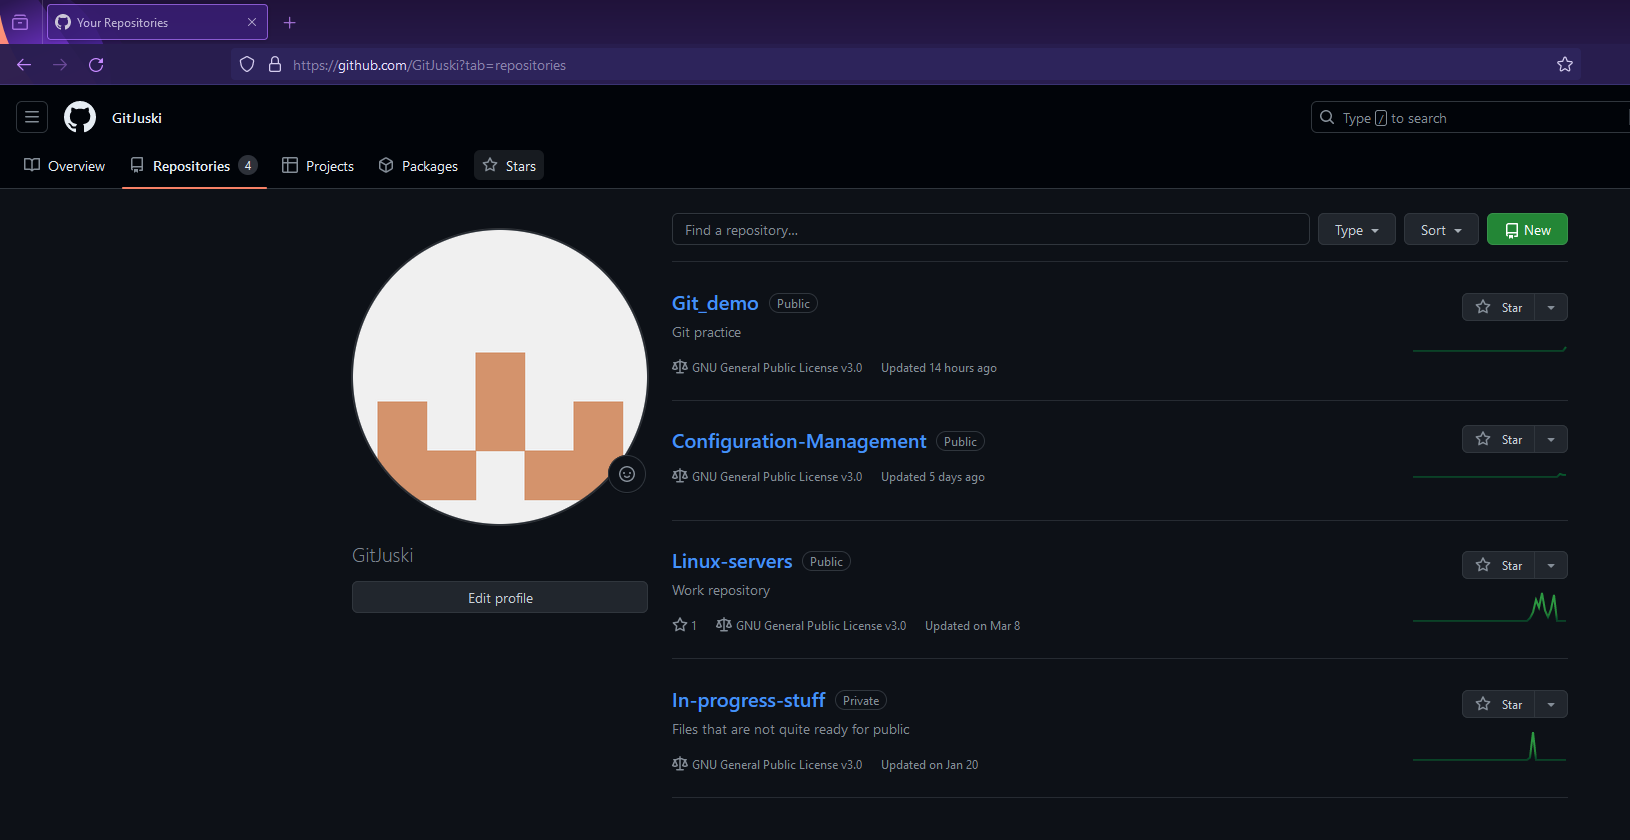 Your Repositories
https://github.com/GitJuski?tab=repositories
GitJuski
Type / to search
Overview Repositories 4 Projects Packages Stars
Find a repository... Type Sort New
Git_demo Public Star
Git practice
GNU General Public License v3.0 Updated 14 hours ago
Configuration-Management Public Star
GNU General Public License v3.0 Updated 5 days ago
GitJuski
Edit profile
Linux-servers Public Star
Work repository
1 GNU General Public License v3.0 Updated on Mar 8
In-progress-stuff Private Star
Files that are not quite ready for public
GNU General Public License v3.0 Updated on Jan 20